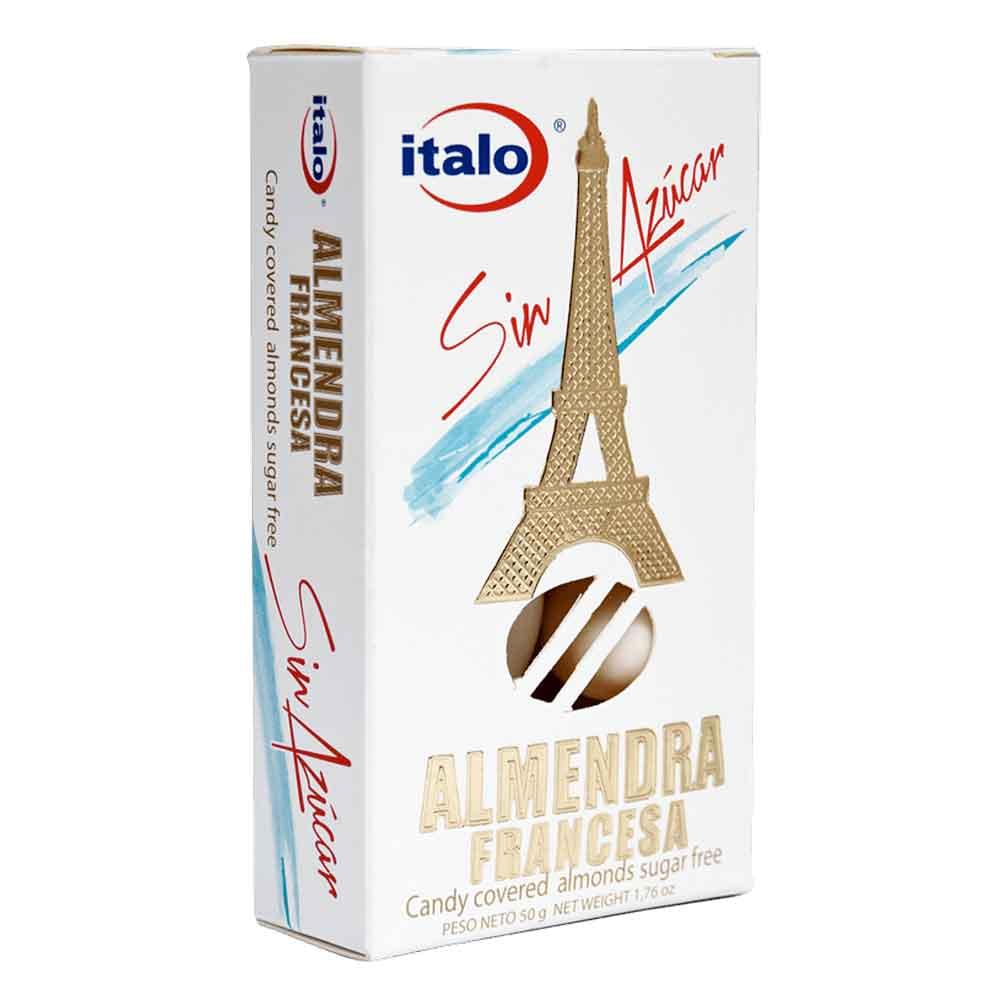 italo®
Sin Azúcar
ALMENDRA
FRANCESA
Candy covered almonds sugar free
PESO NETO 50 g NET WEIGHT 1,76 oz
italo®
ALMENDRA
FRANCESA
Candy covered almonds sugar free
Sin Azúcar